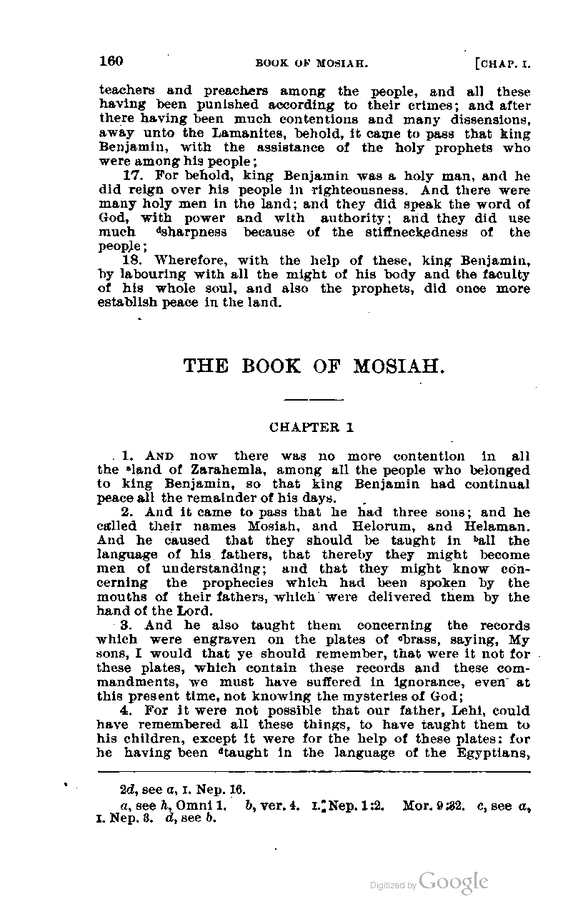 160 BOOK OF MOSIAH. [CHAP. I.
teachers and preachers among the people, and all these
having been punished according to their crimes; and after
there having been much contentions and many dissensions,
away unto the Lamanites, behold, it came to pass that king
Benjamin, with the assistance of the holy prophets who
were among his people;
17. For behold, king Benjamin was a holy man, and he
did reign over his people in righteousness. And there were
many holy men in the land; and they did speak the word of
God, with power and with authority; and they did use
much dsharpness because of the stiffneckedness of the
people;
18. Wherefore, with the help of these, king Benjamin,
by labouring with all the might of his body and the faculty
of his whole soul, and also the prophets, did once more
establish peace in the land.
THE BOOK OF MOSIAH.
CHAPTER 1
1. AND now there was no more contention in all
the aland of Zarahemla, among all the people who belonged
to king Benjamin, so that king Benjamin had continual
peace all the remainder of his days.
2. And it came to pass that he had three sons; and he
called their names Mosiah, and Helorum, and Helaman.
And he caused that they should be taught in ball the
language of his fathers, that thereby they might become
men of understanding; and that they might know con-
cerning the prophecies which had been spoken by the
mouths of their fathers, which were delivered them by the
hand of the Lord.
3. And he also taught them concerning the records
which were engraven on the plates of cbrass, saying, My
sons, I would that ye should remember, that were it not for
these plates, which contain these records and these com-
mandments, we must have suffered in ignorance, even at
this present time, not knowing the mysteries of God;
4. For it were not possible that our father, Lehi, could
have remembered all these things, to have taught them to
his children, except it were for the help of these plates: for
he having been dtaught in the language of the Egyptians,
2d, see a, I. Nep. 16.
a, see h, Omni 1. b, ver. 4. I. Nep. 1:2. Mor. 9:32. c, see a,
I. Nep. 3. d, see b.
Digitized by Google